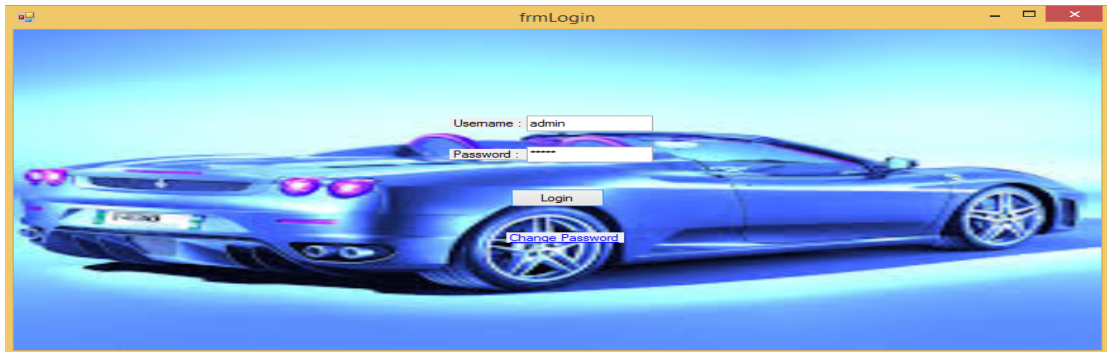 frmLogin
Username : admin
Password : *****
Login
Change Password